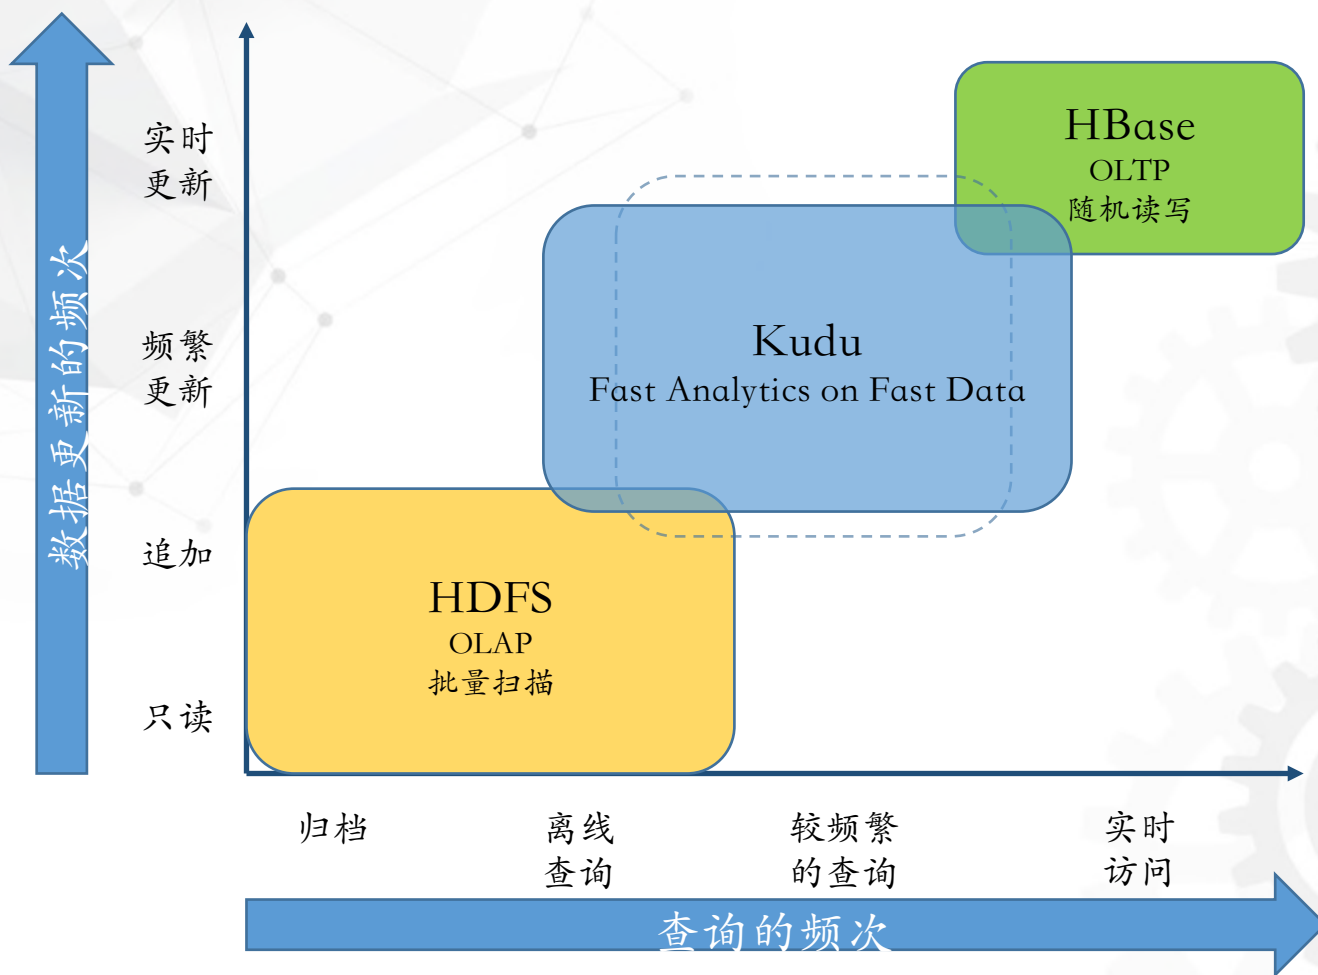 数据更新的频次
实时
更新
频繁
更新
追加
只读
HBase
OLTP
随机读写
Kudu
Fast Analytics on Fast Data
HDFS
OLAP
批量扫描
归档
离线
查询
较频繁
的查询
实时
访问
查询的频次